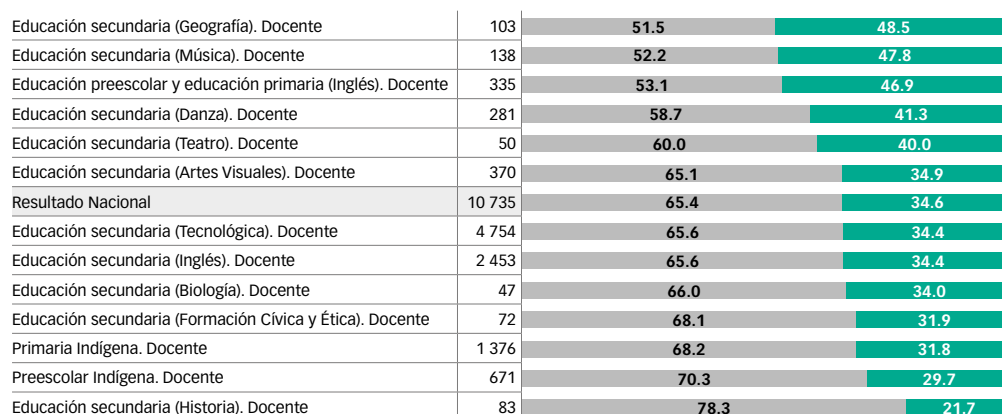 Educación secundaria (Geografía). Docente 103 51.5 48.5
Educación secundaria (Música). Docente 138 52.2 47.8
Educación preescolar y educación primaria (Inglés). Docente 335 53.1 46.9
Educación secundaria (Danza). Docente 281 58.7 41.3
Educación secundaria (Teatro). Docente 50 60.0 40.0
Educación secundaria (Artes Visuales). Docente 370 65.1 34.9
Resultado Nacional 10 735 65.4 34.6
Educación secundaria (Tecnológica). Docente 4 754 65.6 34.4
Educación secundaria (Inglés). Docente 2 453 65.6 34.4
Educación secundaria (Biología). Docente 47 66.0 34.0
Educación secundaria (Formación Cívica y Ética). Docente 72 68.1 31.9
Primaria Indígena. Docente 1 376 68.2 31.8
Preescolar Indígena. Docente 671 70.3 29.7
Educación secundaria (Historia). Docente 83 78.3 21.7